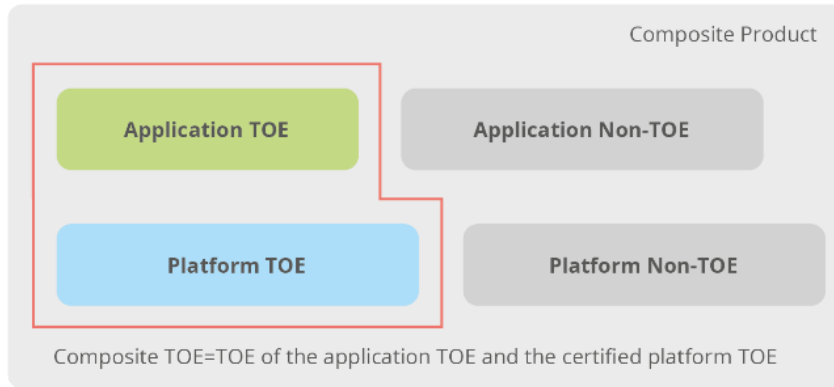 Composite Product
Application TOE
Application Non-TOE
Platform TOE
Platform Non-TOE
Composite TOE=TOE of the application TOE and the certified platform TOE